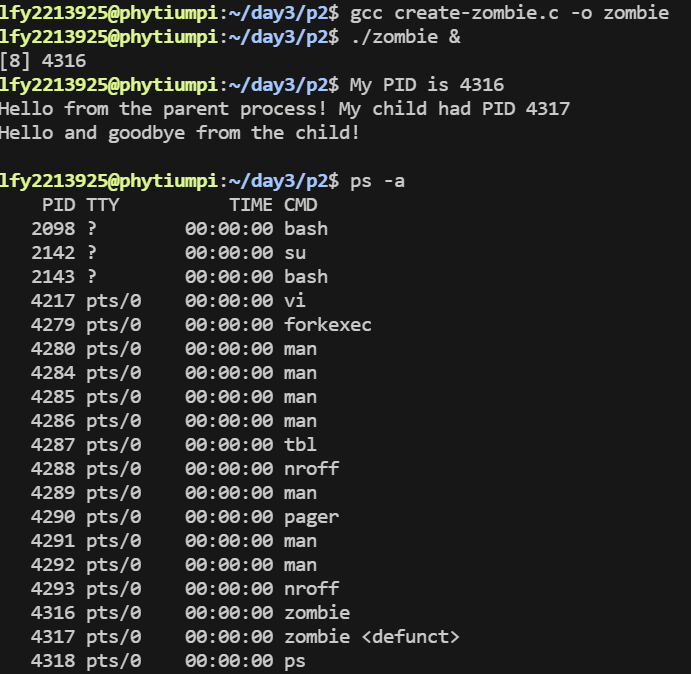 lfy2213925@phytiumpi:~/day3/p2$ gcc create-zombie.c -o zombie
lfy2213925@phytiumpi:~/day3/p2$ ./zombie &
[8] 4316
lfy2213925@phytiumpi:~/day3/p2$ My PID is 4316
Hello from the parent process! My child had PID 4317
Hello and goodbye from the child!

lfy2213925@phytiumpi:~/day3/p2$ ps -a
    PID TTY          TIME CMD
   2098 ?        00:00:00 bash
   2142 ?        00:00:00 su
   2143 ?        00:00:00 bash
   4217 pts/0    00:00:00 vi
   4279 pts/0    00:00:00 forkexec
   4280 pts/0    00:00:00 man
   4284 pts/0    00:00:00 man
   4285 pts/0    00:00:00 man
   4286 pts/0    00:00:00 man
   4287 pts/0    00:00:00 tbl
   4288 pts/0    00:00:00 nroff
   4289 pts/0    00:00:00 man
   4290 pts/0    00:00:00 pager
   4291 pts/0    00:00:00 man
   4292 pts/0    00:00:00 man
   4293 pts/0    00:00:00 nroff
   4316 pts/0    00:00:00 zombie
   4317 pts/0    00:00:00 zombie <defunct>
   4318 pts/0    00:00:00 ps